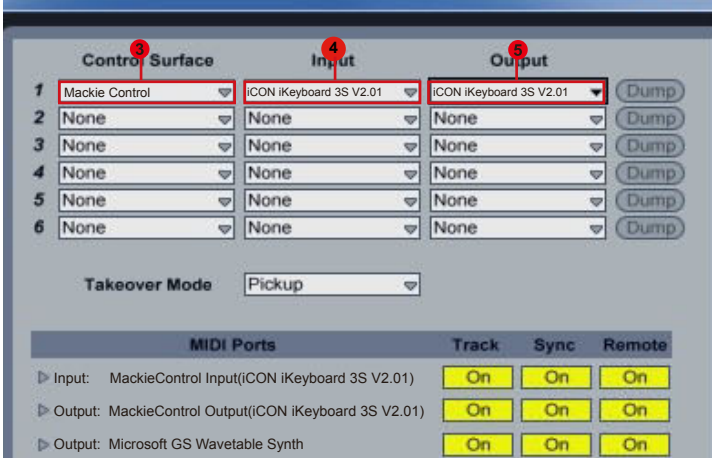 3 4 5
Control Surface Input Output
1 Mackie Control iCON iKeyboard 3S V2.01 iCON iKeyboard 3S V2.01 Dump
2 None None None Dump
3 None None None Dump
4 None None None Dump
5 None None None Dump
6 None None None Dump
Takeover Mode Pickup
MIDI Ports Track Sync Remote
Input: MackieControl Input(iCON iKeyboard 3S V2.01) On On On
Output: MackieControl Output(iCON iKeyboard 3S V2.01) On On On
Output: Microsoft GS Wavetable Synth On On On